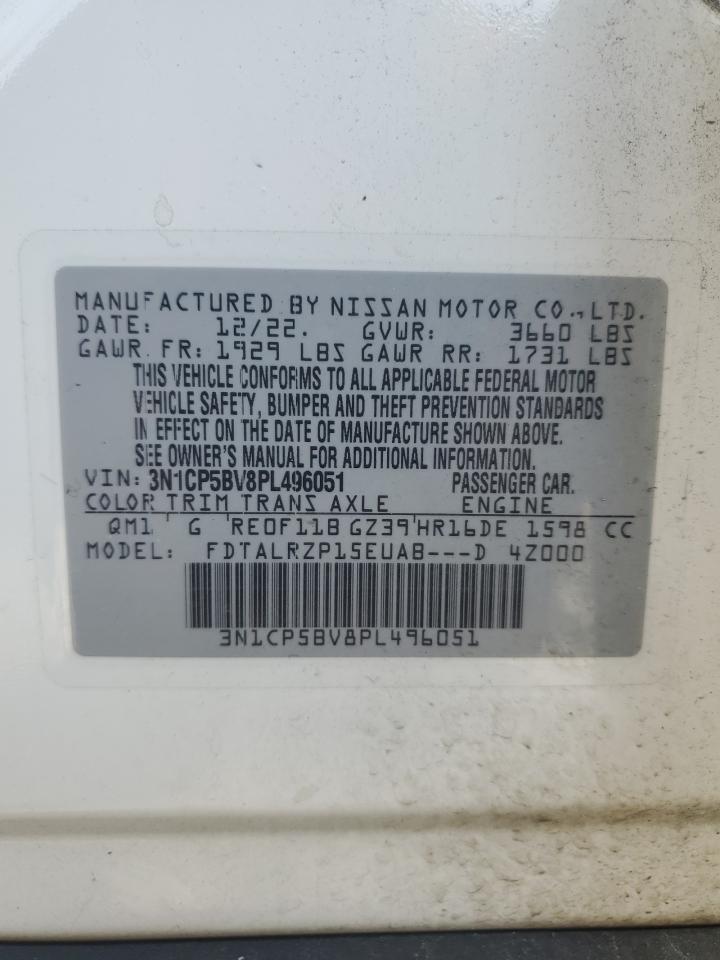 MANUFACTURED BY NISSAN MOTOR CO.,LTD.
DATE: 12/22. GVWR: 3660 LBS
GAWR FR: 1929 LBS GAWR RR: 1731 LBS
THIS VEHICLE CONFORMS TO ALL APPLICABLE FEDERAL MOTOR
VEHICLE SAFETY, BUMPER AND THEFT PREVENTION STANDARDS
IN EFFECT ON THE DATE OF MANUFACTURE SHOWN ABOVE.
SEE OWNER'S MANUAL FOR ADDITIONAL INFORMATION.
VIN: 3N1CP5BV8PL496051 PASSENGER CAR.
COLOR TRIM TRANS AXLE ENGINE
QM1 G RE0F11B GZ39 HR16DE 1598 CC
MODEL: FDTALRZP15EUAB---D 4Z000
3N1CP5BV8PL496051